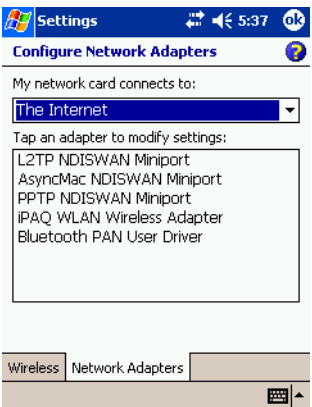 Settings 5:37 ok
Configure Network Adapters
My network card connects to:
The Internet
Tap an adapter to modify settings:
L2TP NDISWAN Miniport
AsyncMac NDISWAN Miniport
PPTP NDISWAN Miniport
iPAQ WLAN Wireless Adapter
Bluetooth PAN User Driver
Wireless Network Adapters